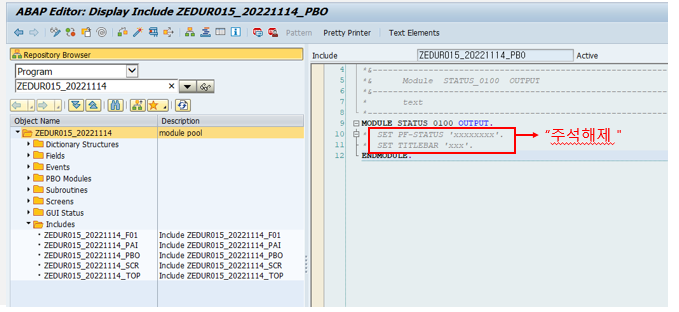 ABAP Editor: Display Include ZEDUR015_20221114_PBO
Pattern Pretty Printer Text Elements
Repository Browser
Program
ZEDUR015_20221114
Object Name Description
ZEDUR015_20221114 module pool
Dictionary Structures
Fields
Events
PBO Modules
Subroutines
Screens
GUI Status
Includes
ZEDUR015_20221114_F01 Include ZEDUR015_20221114_F01
ZEDUR015_20221114_PAI Include ZEDUR015_20221114_PAI
ZEDUR015_20221114_PBO Include ZEDUR015_20221114_PBO
ZEDUR015_20221114_SCR Include ZEDUR015_20221114_SCR
ZEDUR015_20221114_TOP Include ZEDUR015_20221114_TOP
Include ZEDUR015_20221114_PBO Active
4 *&---------------------------------------------------------------------
5 *& Module STATUS_0100 OUTPUT
6 *&---------------------------------------------------------------------
7 * text
8 *----------------------------------------------------------------------
9 MODULE STATUS_0100 OUTPUT.
10 * SET PF-STATUS 'xxxxxxxx'.
11 * SET TITLEBAR 'xxx'.
12 ENDMODULE.
“주석해제 "